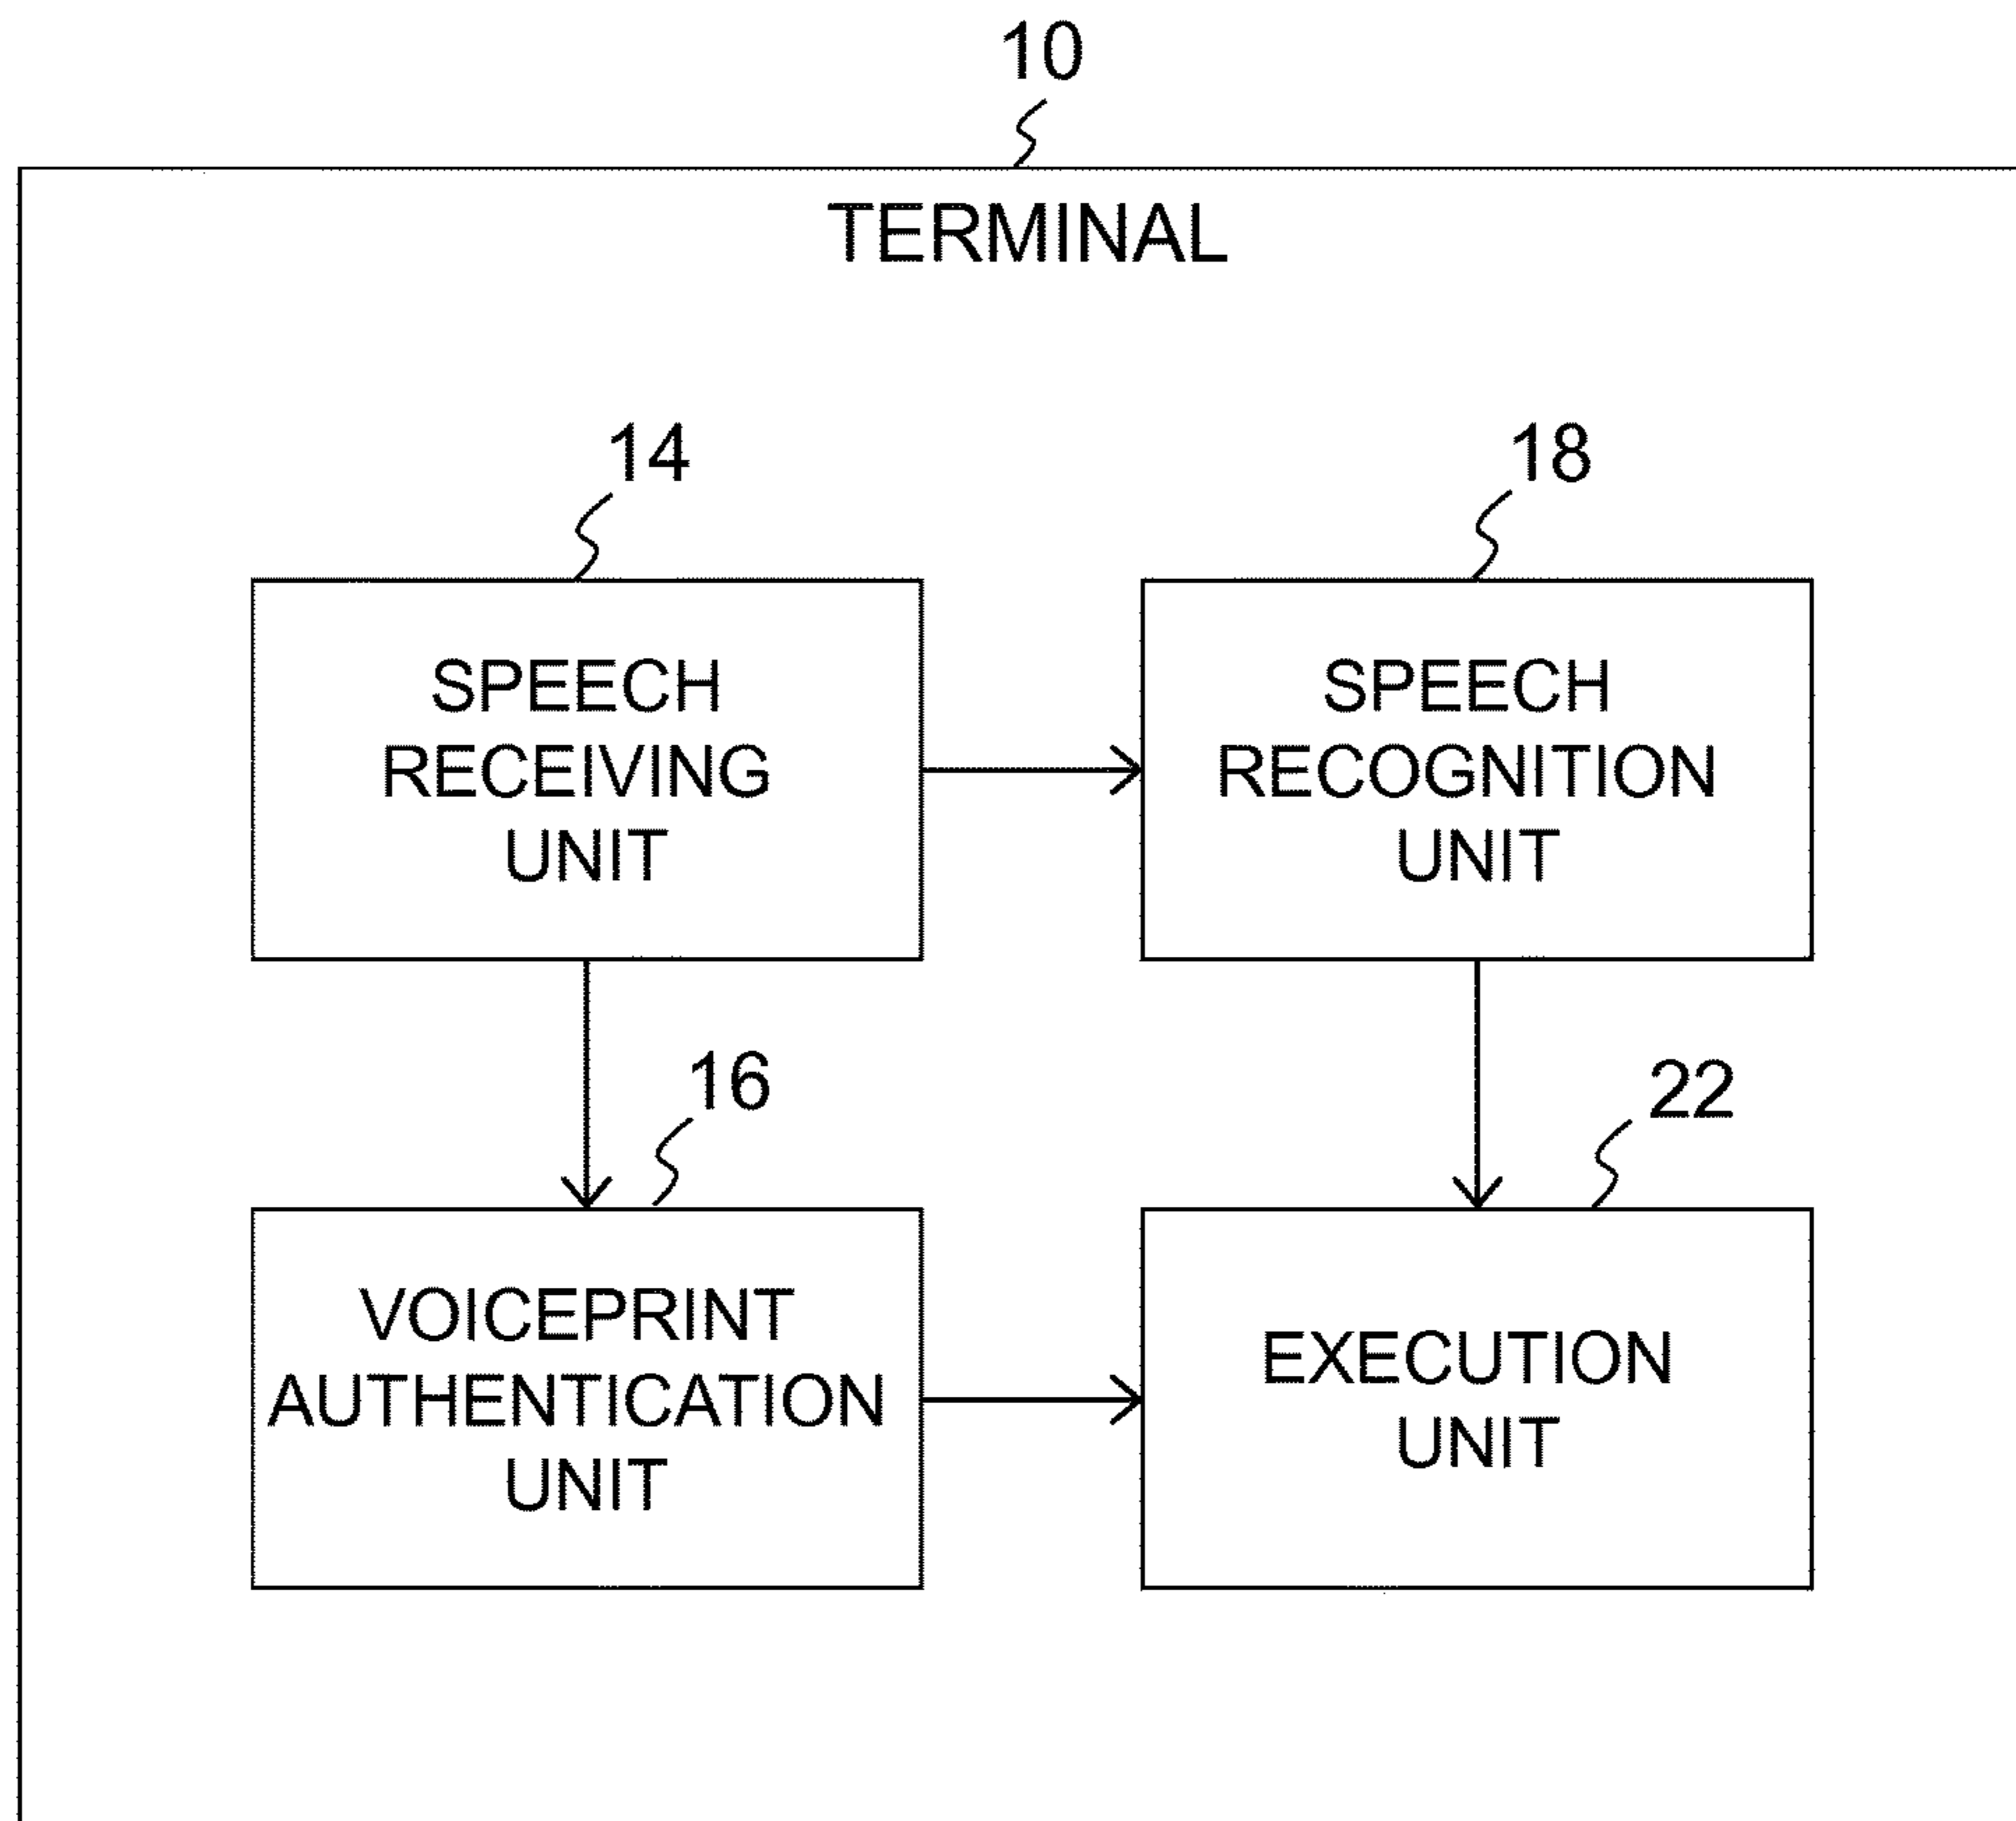 10
TERMINAL
14
18
SPEECH
RECEIVING
UNIT
SPEECH
RECOGNITION
UNIT
16
22
VOICEPRINT
AUTHENTICATION
UNIT
EXECUTION
UNIT